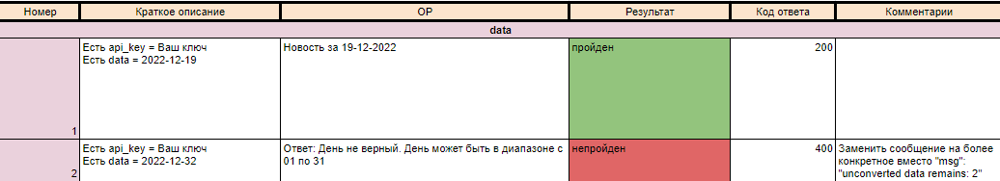 Номер Краткое описание ОР Результат Код ответа Комментарии
data
1 Есть api_key = Ваш ключ Новость за 19-12-2022 пройден 200
Есть data = 2022-12-19
2 Есть api_key = Ваш ключ Ответ: День не верный. День может быть в диапазоне с непройден 400 Заменить сообщение на более
Есть data = 2022-12-32 01 по 31 конкретное вместо "msg":
"unconverted data remains: 2"